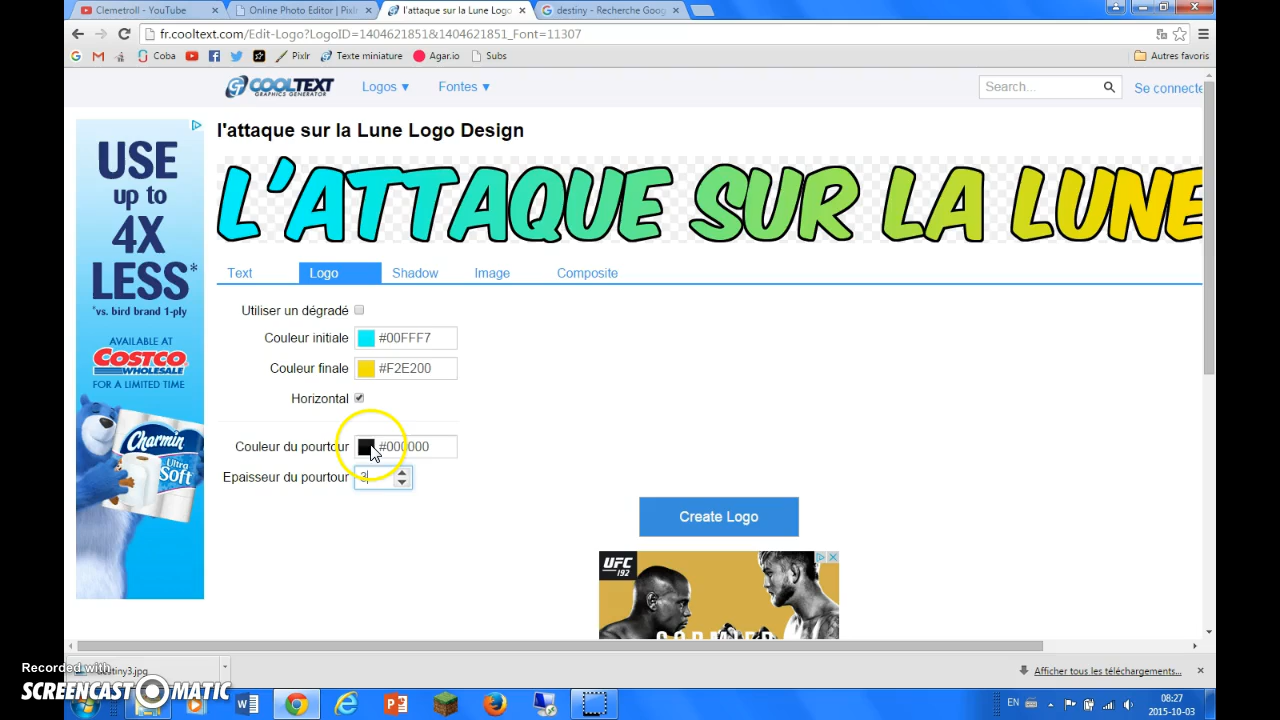 Clemetroll - YouTube
Online Photo Editor | Pixlr
l'attaque sur la Lune Logo
destiny - Recherche Goog
fr.cooltext.com/Edit-Logo?LogoID=1404621851&1404621851_Font=11307
Coba
Pixlr
Texte miniature
Agar.io
Subs
Autres favoris
COOLTEXT
GRAPHICS GENERATOR
Logos ▾
Fontes ▾
Search...
Se connecte
l'attaque sur la Lune Logo Design
L'ATTAQUE SUR LA LUNE
Text
Logo
Shadow
Image
Composite
Utiliser un dégradé
Couleur initiale #00FFF7
Couleur finale #F2E200
Horizontal
Couleur du pourtour #000000
Epaisseur du pourtour 3
Create Logo
USE
up to
4X
LESS*
*vs. bird brand 1-ply
AVAILABLE AT
COSTCO
WHOLESALE
FOR A LIMITED TIME
Charmin
Ultra
Soft
UFC
192
CORMIER
destiny3.jpg
Afficher tous les téléchargements...
Recorded with
SCREENCAST-O-MATIC
EN
08:27
2015-10-03